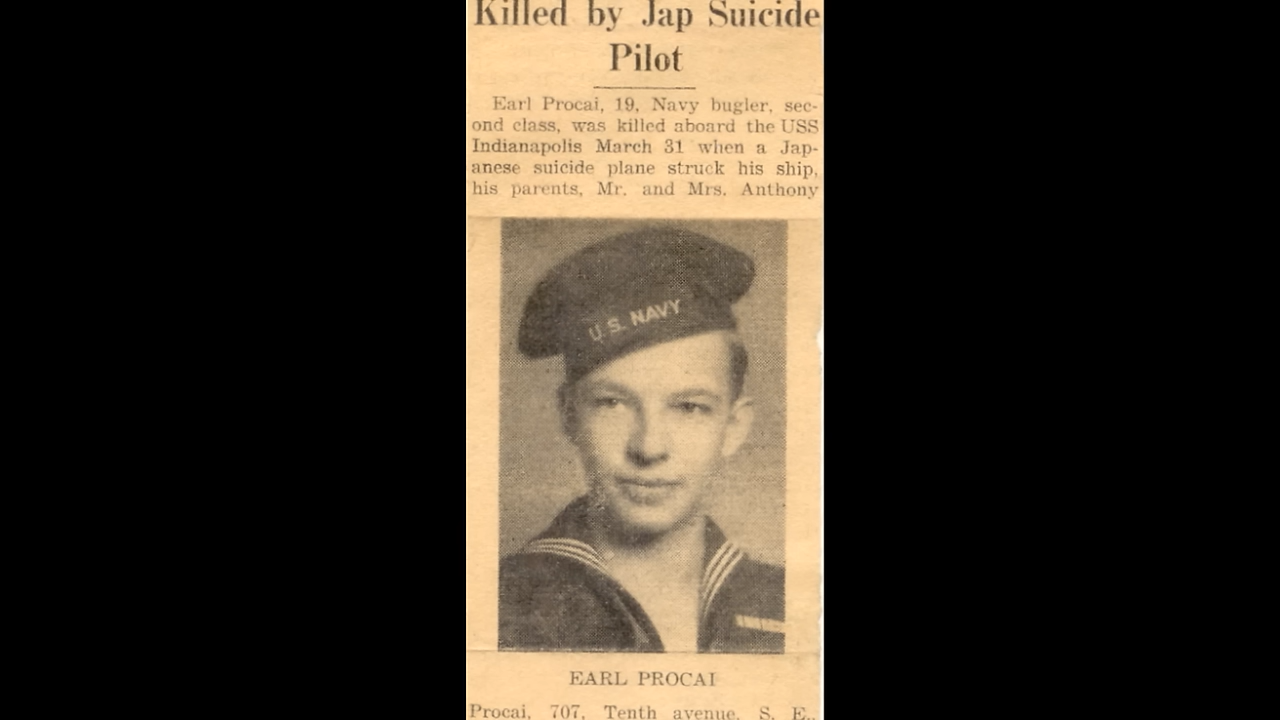 Killed by Jap Suicide
Pilot
Earl Procai, 19, Navy bugler, sec-
ond class, was killed aboard the USS
Indianapolis March 31 when a Jap-
anese suicide plane struck his ship,
his parents, Mr. and Mrs. Anthony
U.S. NAVY
EARL PROCAI
Procai, 707, Tenth avenue, S. E.,